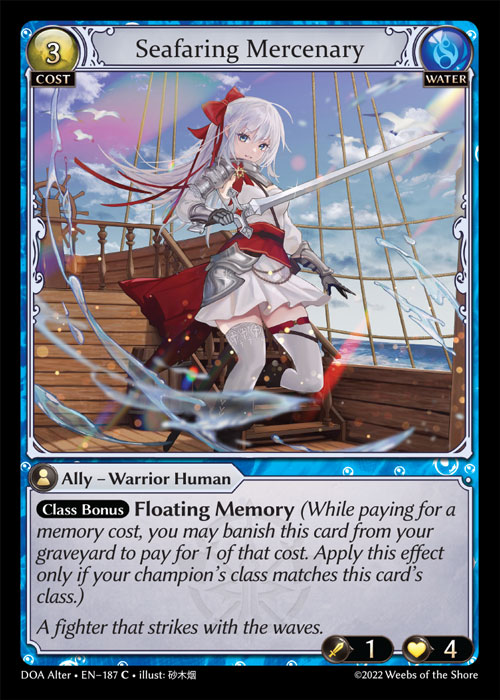 3
COST
Seafaring Mercenary
WATER
Ally – Warrior Human
Class Bonus Floating Memory (While paying for a
memory cost, you may banish this card from your
graveyard to pay for 1 of that cost. Apply this effect
only if your champion's class matches this card's
class.)
A fighter that strikes with the waves.
1
4
DOA Alter • EN-187 C • illust: 砂木烟
©2022 Weebs of the Shore